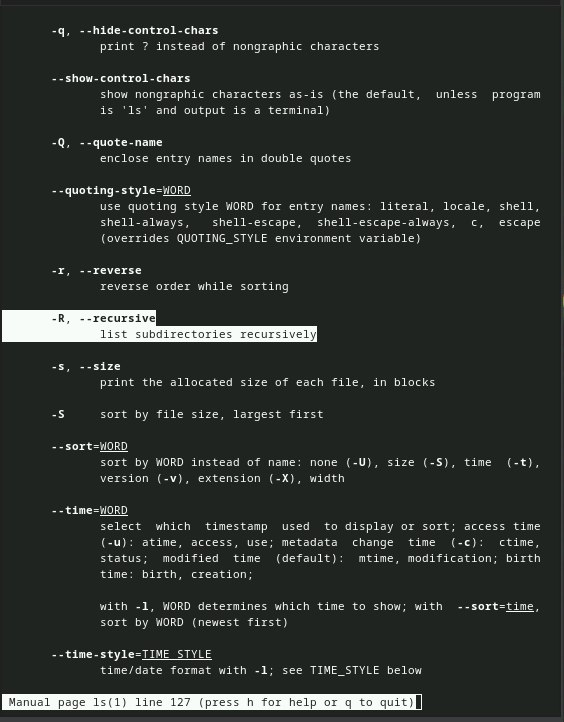 -q, --hide-control-chars
print ? instead of nongraphic characters
--show-control-chars
show nongraphic characters as-is (the default,  unless  program
is 'ls' and output is a terminal)
-Q, --quote-name
enclose entry names in double quotes
--quoting-style=WORD
use quoting style WORD for entry names: literal, locale, shell,
shell-always,   shell-escape,  shell-escape-always,  c,  escape
(overrides QUOTING_STYLE environment variable)
-r, --reverse
reverse order while sorting
-R, --recursive
list subdirectories recursively
-s, --size
print the allocated size of each file, in blocks
-S     sort by file size, largest first
--sort=WORD
sort by WORD instead of name: none (-U), size (-S), time  (-t),
version (-v), extension (-X), width
--time=WORD
select  which  timestamp  used  to display or sort; access time
(-u): atime, access, use; metadata  change  time  (-c):  ctime,
status;  modified  time  (default):  mtime, modification; birth
time: birth, creation;
with -l, WORD determines which time to show; with  --sort=time,
sort by WORD (newest first)
--time-style=TIME_STYLE
time/date format with -l; see TIME_STYLE below
Manual page ls(1) line 127 (press h for help or q to quit)